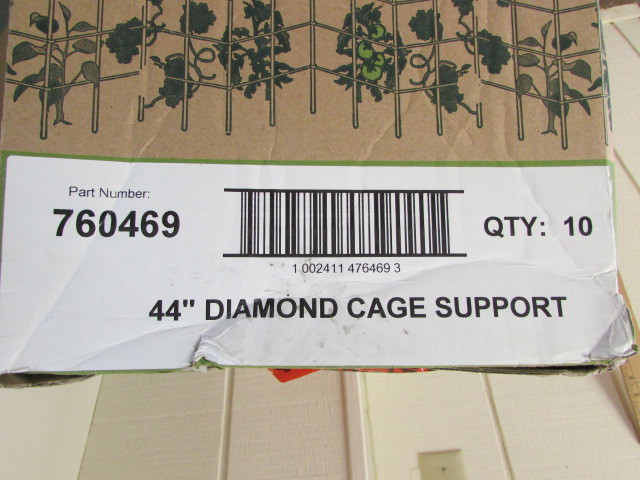 Part Number:
760469
QTY: 10
1 002411 476469 3
44" DIAMOND CAGE SUPPORT